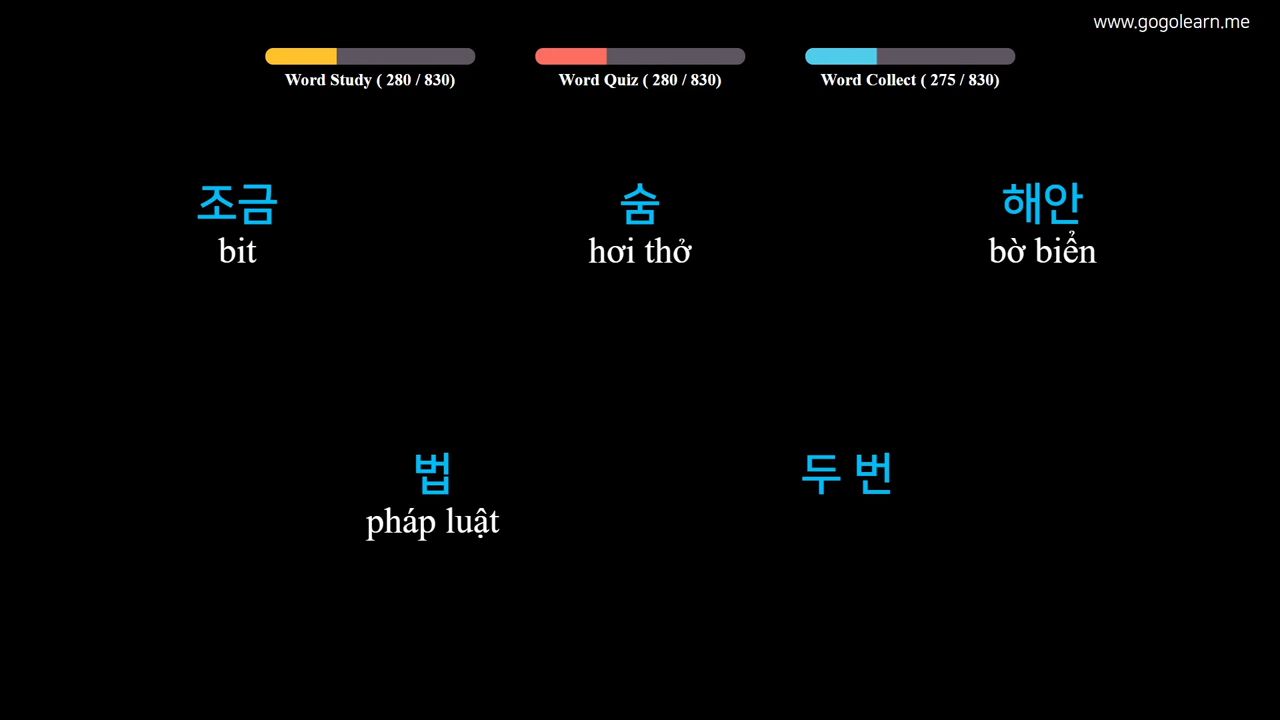 www.gogolearn.me
Word Study ( 280 / 830)
Word Quiz ( 280 / 830)
Word Collect ( 275 / 830)
조금
bit
숨
hơi thở
해안
bờ biển
법
pháp luật
두 번